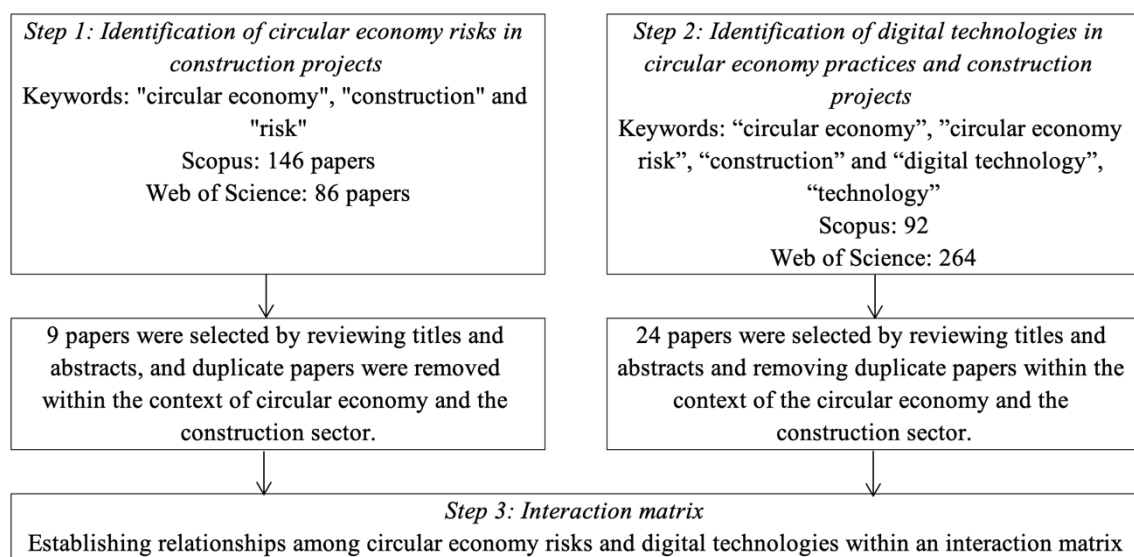 Step 1: Identification of circular economy risks in
construction projects
Keywords: "circular economy", "construction" and
"risk"
Scopus: 146 papers
Web of Science: 86 papers
Step 2: Identification of digital technologies in
circular economy practices and construction
projects
Keywords: “circular economy”, ”circular economy
risk”, “construction” and “digital technology”,
“technology”
Scopus: 92
Web of Science: 264
9 papers were selected by reviewing titles and
abstracts, and duplicate papers were removed
within the context of circular economy and the
construction sector.
24 papers were selected by reviewing titles and
abstracts and removing duplicate papers within the
context of the circular economy and the
construction sector.
Step 3: Interaction matrix
Establishing relationships among circular economy risks and digital technologies within an interaction matrix